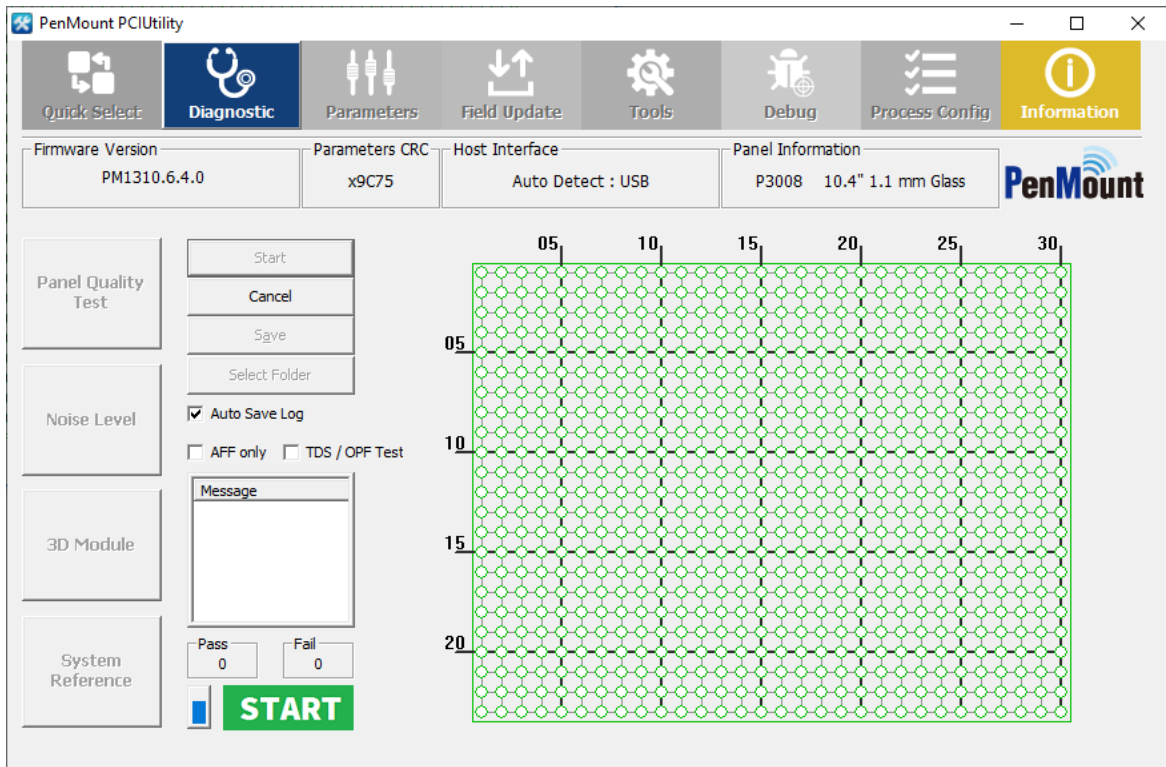 PenMount PCIUtility
Quick Select
Diagnostic
Parameters
Field Update
Tools
Debug
Process Config
Information
Firmware Version
PM1310.6.4.0
Parameters CRC
x9C75
Host Interface
Auto Detect : USB
Panel Information
P3008 10.4" 1.1 mm Glass
PenMount
Panel Quality
Test
Noise Level
3D Module
System
Reference
Start
Cancel
Save
Select Folder
Auto Save Log
AFF only
TDS / OPF Test
Message
Pass
0
Fail
0
START
05 10 15 20 25 30
05
10
15
20